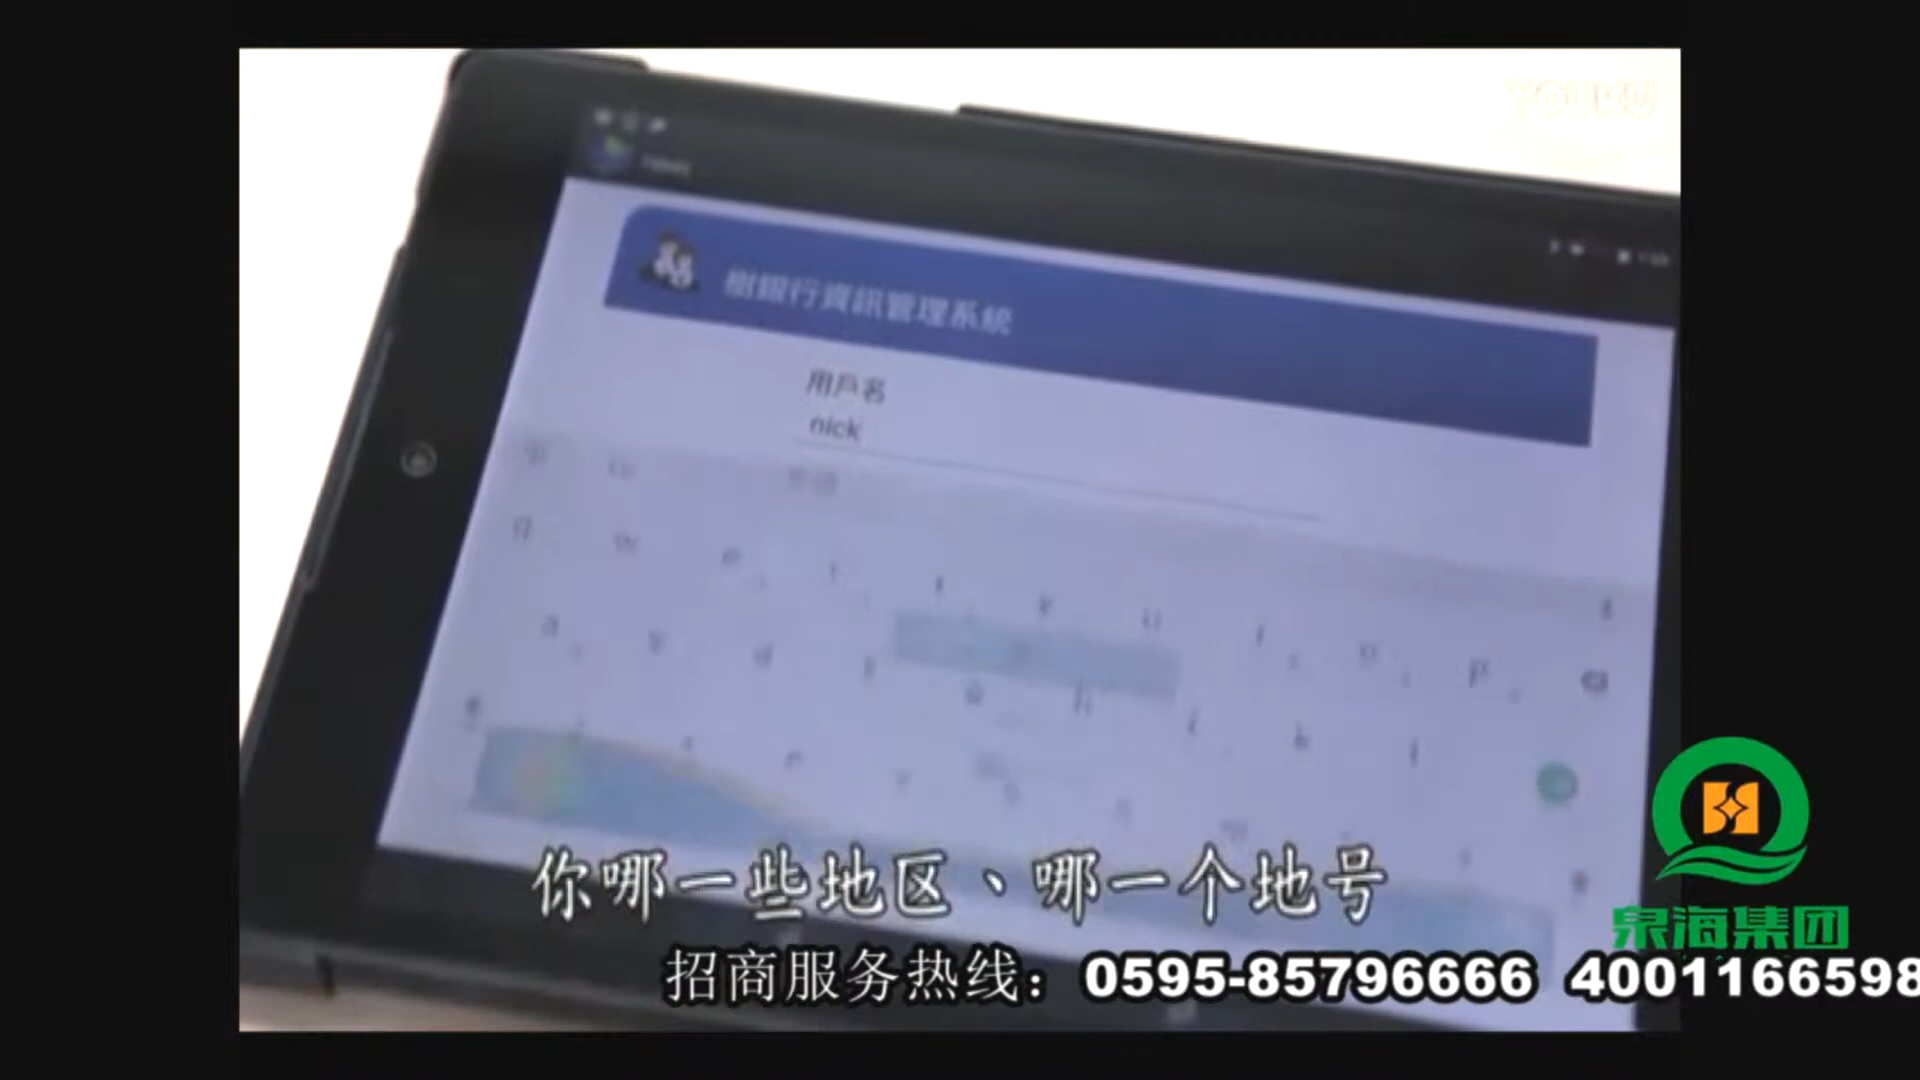 YOUKU
樹銀行資訊管理系統
用戶名
nick
q w e r t y u i o p
a s d f g h j k l
你哪一些地区、哪一个地号
泉海集团
招商服务热线：0595-85796666 4001166598